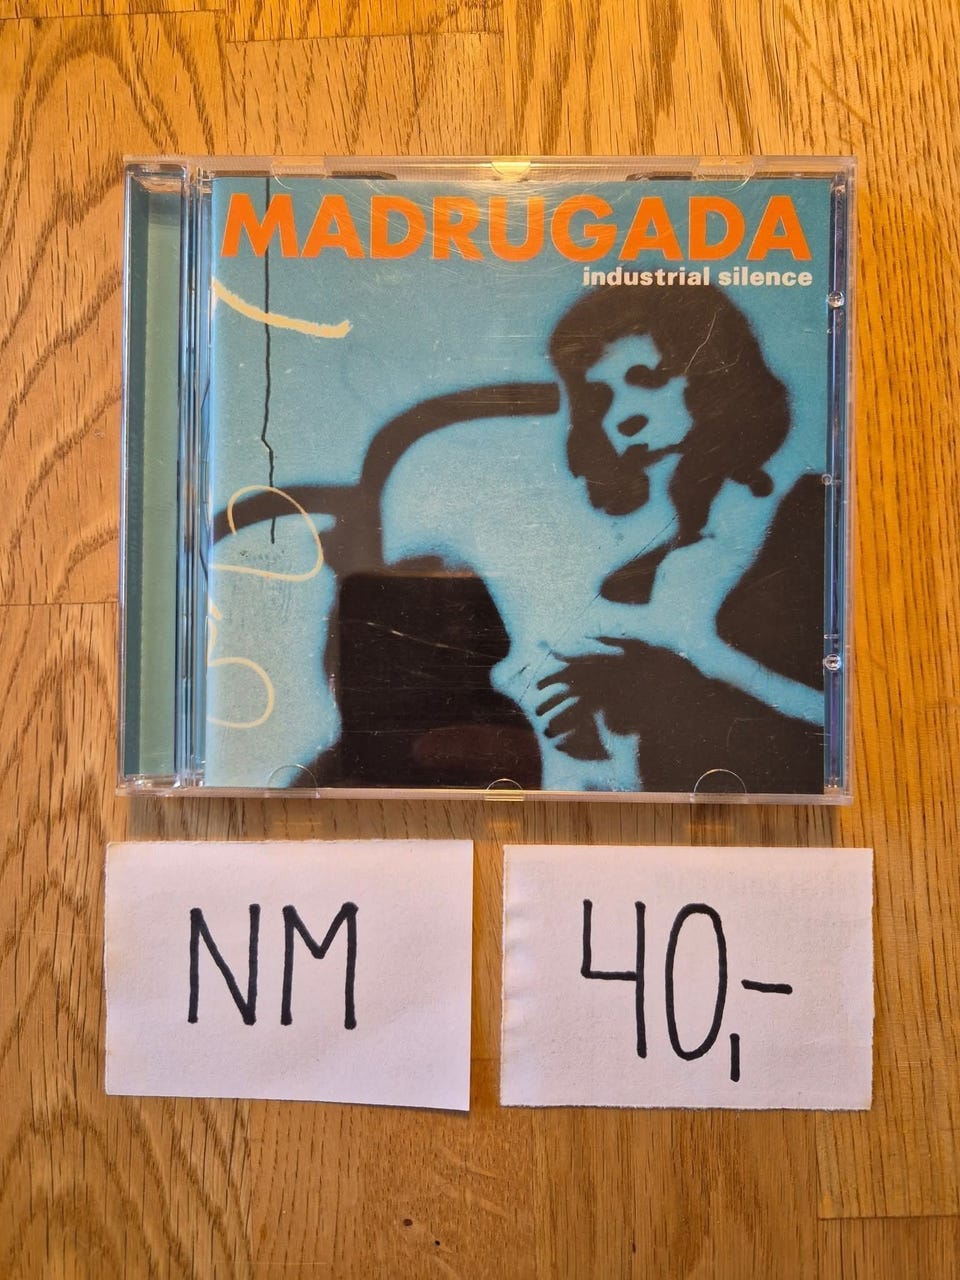 MADRUGADA
industrial silence
NM
40,-